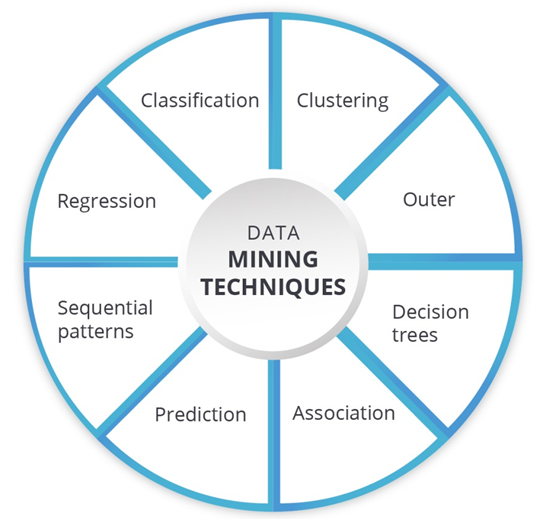 Classification
Clustering
Regression
Outer
DATA
MINING
TECHNIQUES
Sequential
patterns
Decision
trees
Prediction
Association